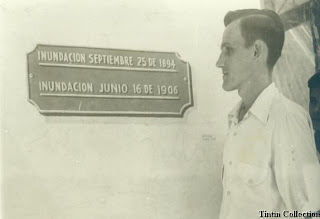 INUNDACION SEPTIEMBRE 25 DE 1894
INUNDACION JUNIO 16 DE 1906
Tintin Collection